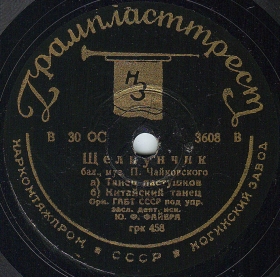 Грампласттрест
НЗ
В 30 ОС 3608 В
Щелкунчик
бал., муз. П. Чайковского
а) Танец пастушков
б) Китайский танец
Орк. ГАБТ СССР под упр.
засл. деят. иск.
Ю. Ф. ФАЙЕРА
грк 458
НАРКОМТЯЖПРОМ • СССР • НОГИНСКИЙ ЗАВОД